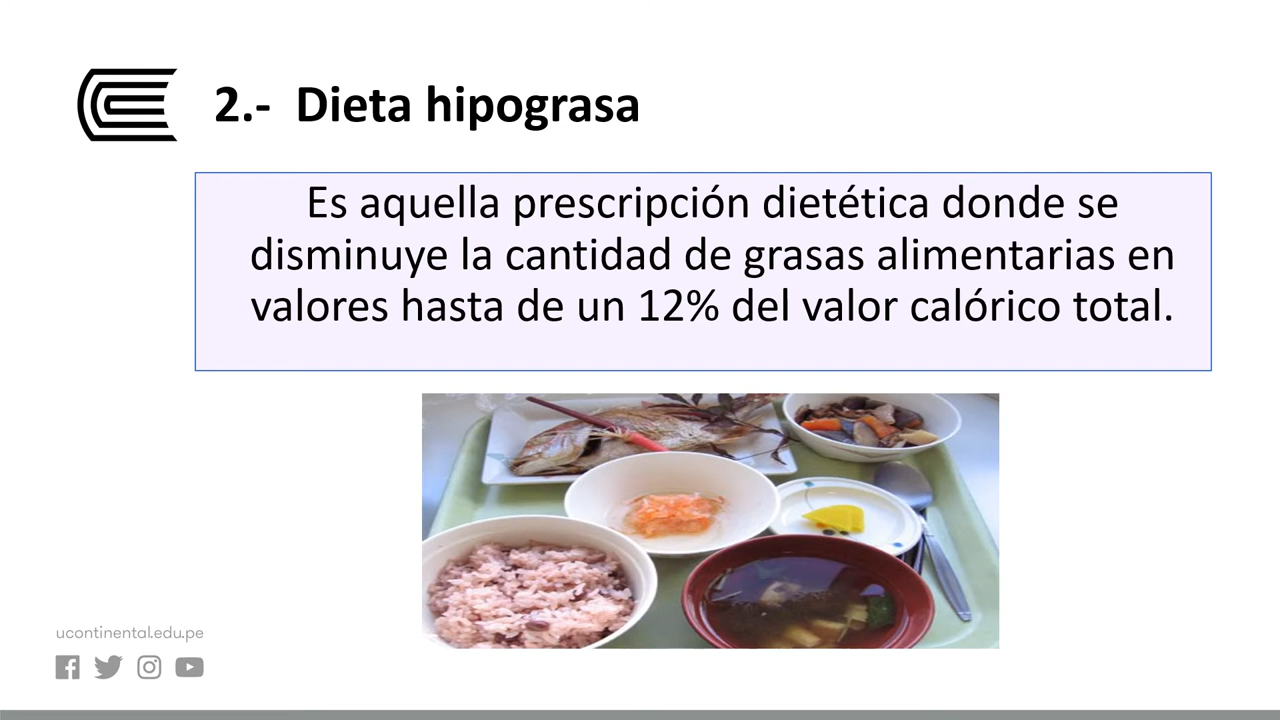 2.- Dieta hipograsa
Es aquella prescripción dietética donde se
disminuye la cantidad de grasas alimentarias en
valores hasta de un 12% del valor calórico total.
ucontinental.edu.pe